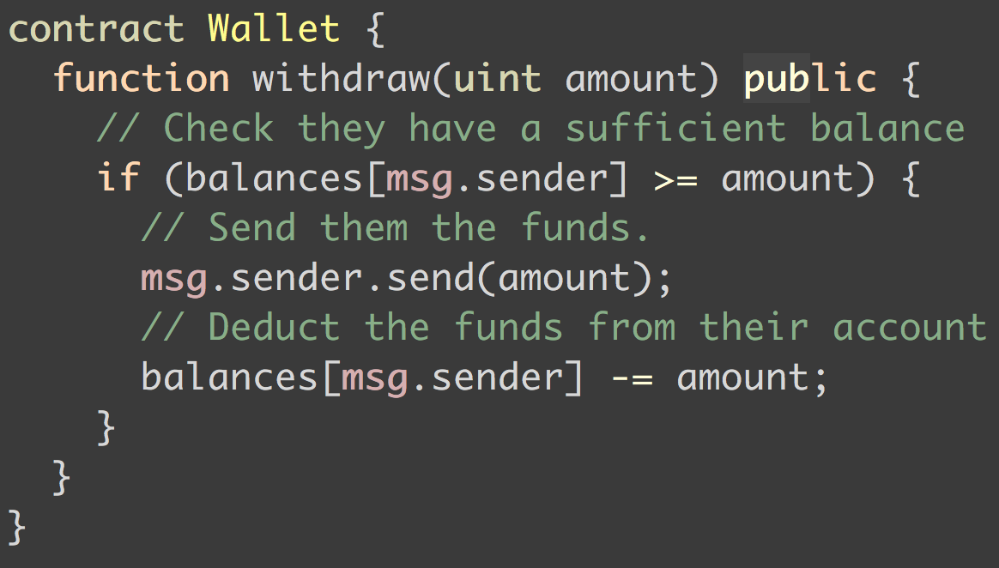 contract Wallet {
  function withdraw(uint amount) public {
    // Check they have a sufficient balance
    if (balances[msg.sender] >= amount) {
      // Send them the funds.
      msg.sender.send(amount);
      // Deduct the funds from their account
      balances[msg.sender] -= amount;
    }
  }
}